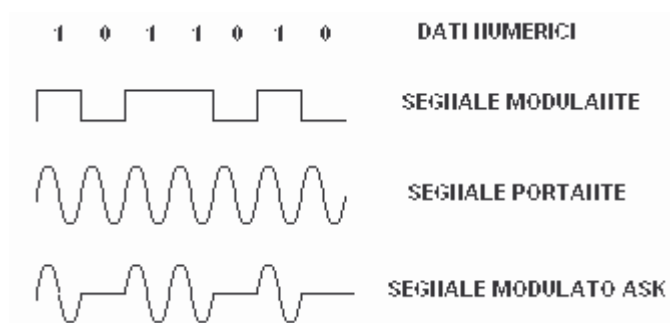 1 0 1 1 0 1 0 DATI NUMERICI
SEGNALE MODULANTE
SEGNALE PORTANTE
SEGNALE MODULATO ASK